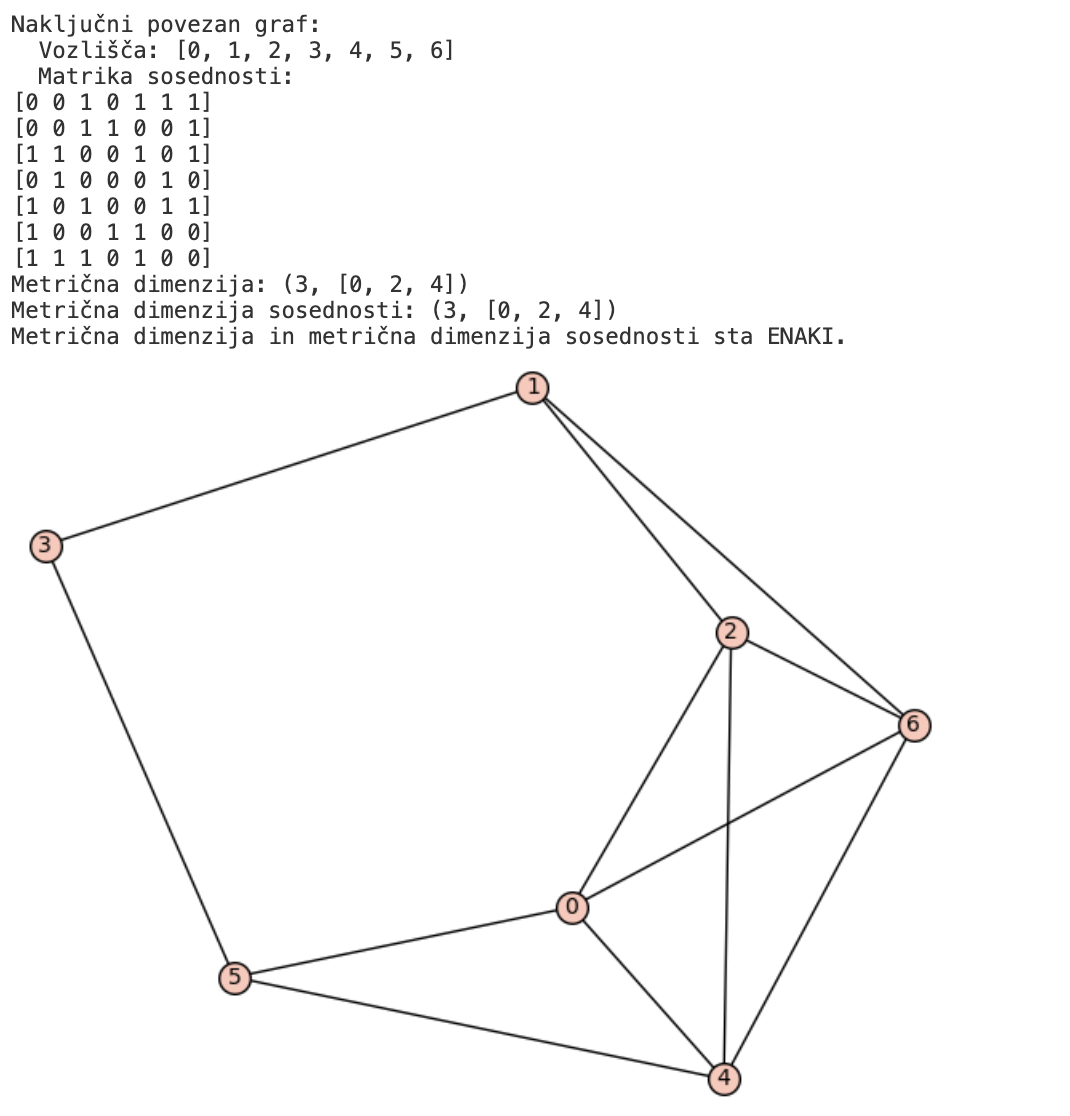 Naključni povezan graf:
Vozlišča: [0, 1, 2, 3, 4, 5, 6]
Matrika sosednosti:
[0 0 1 0 1 1 1]
[0 0 1 1 0 0 1]
[1 1 0 0 1 0 1]
[0 1 0 0 0 1 0]
[1 0 1 0 0 1 1]
[1 0 0 1 1 0 0]
[1 1 1 0 1 0 0]
Metrična dimenzija: (3, [0, 2, 4])
Metrična dimenzija sosednosti: (3, [0, 2, 4])
Metrična dimenzija in metrična dimenzija sosednosti sta ENAKI.
1
3
2
6
0
5
4